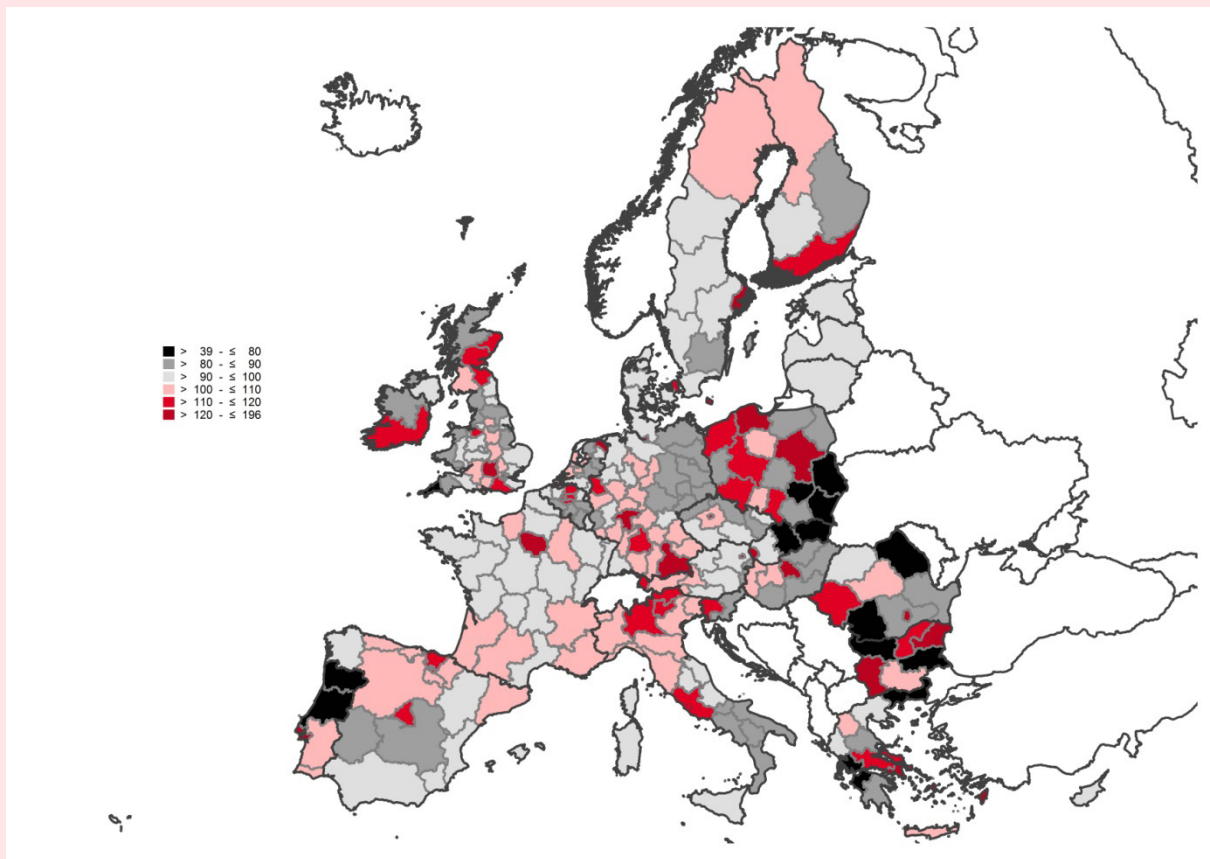 > 39 - ≤ 80
> 80 - ≤ 90
> 90 - ≤ 100
> 100 - ≤ 110
> 110 - ≤ 120
> 120 - ≤ 196